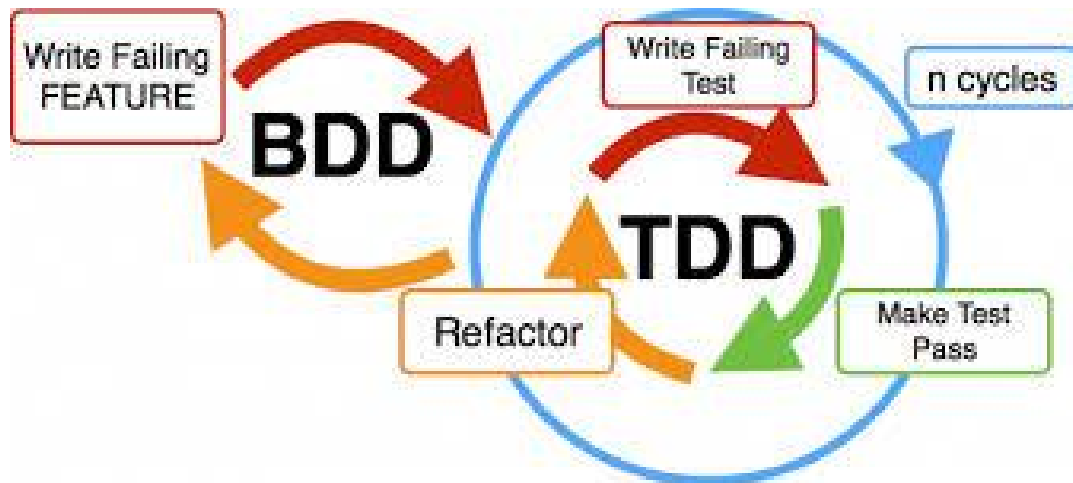 Write Failing
FEATURE
BDD
Write Failing
Test
n cycles
TDD
Refactor
Make Test
Pass